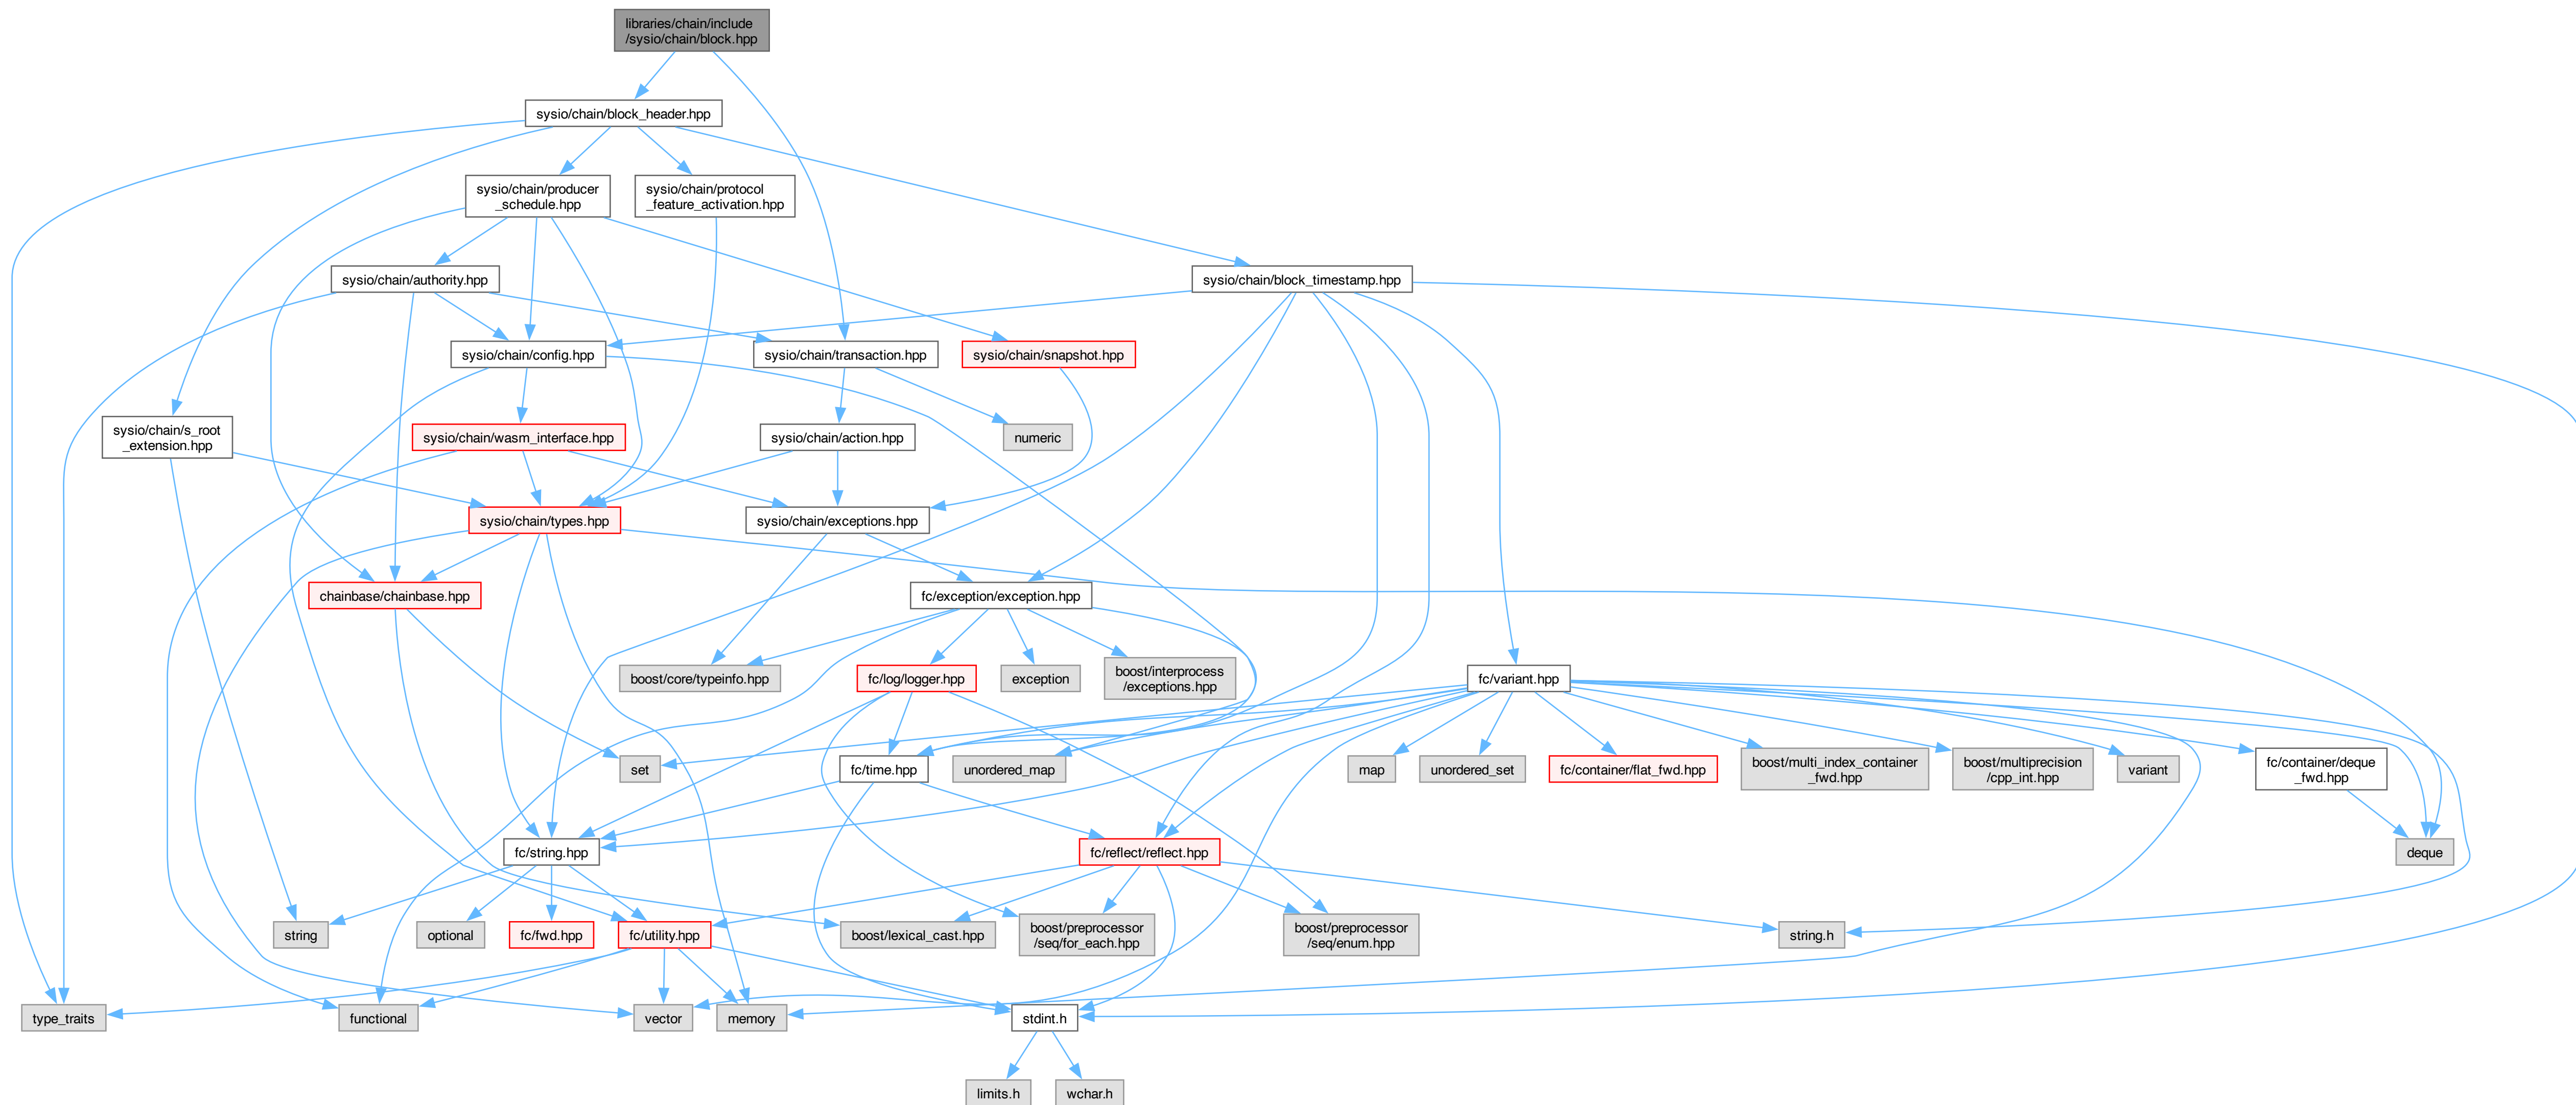 libraries/chain/include
/sysio/chain/block.hpp
sysio/chain/block_header.hpp
sysio/chain/producer
_schedule.hpp
sysio/chain/protocol
_feature_activation.hpp
sysio/chain/authority.hpp
sysio/chain/block_timestamp.hpp
sysio/chain/config.hpp
sysio/chain/transaction.hpp
sysio/chain/snapshot.hpp
sysio/chain/s_root
_extension.hpp
sysio/chain/wasm_interface.hpp
sysio/chain/action.hpp
numeric
sysio/chain/types.hpp
sysio/chain/exceptions.hpp
chainbase/chainbase.hpp
fc/exception/exception.hpp
boost/core/typeinfo.hpp
fc/log/logger.hpp
exception
boost/interprocess
/exceptions.hpp
fc/variant.hpp
set
fc/time.hpp
unordered_map
map
unordered_set
fc/container/flat_fwd.hpp
boost/multi_index_container
_fwd.hpp
boost/multiprecision
/cpp_int.hpp
variant
fc/container/deque
_fwd.hpp
fc/string.hpp
fc/reflect/reflect.hpp
deque
string
optional
fc/fwd.hpp
fc/utility.hpp
boost/lexical_cast.hpp
boost/preprocessor
/seq/for_each.hpp
boost/preprocessor
/seq/enum.hpp
string.h
type_traits
functional
vector
memory
stdint.h
limits.h
wchar.h